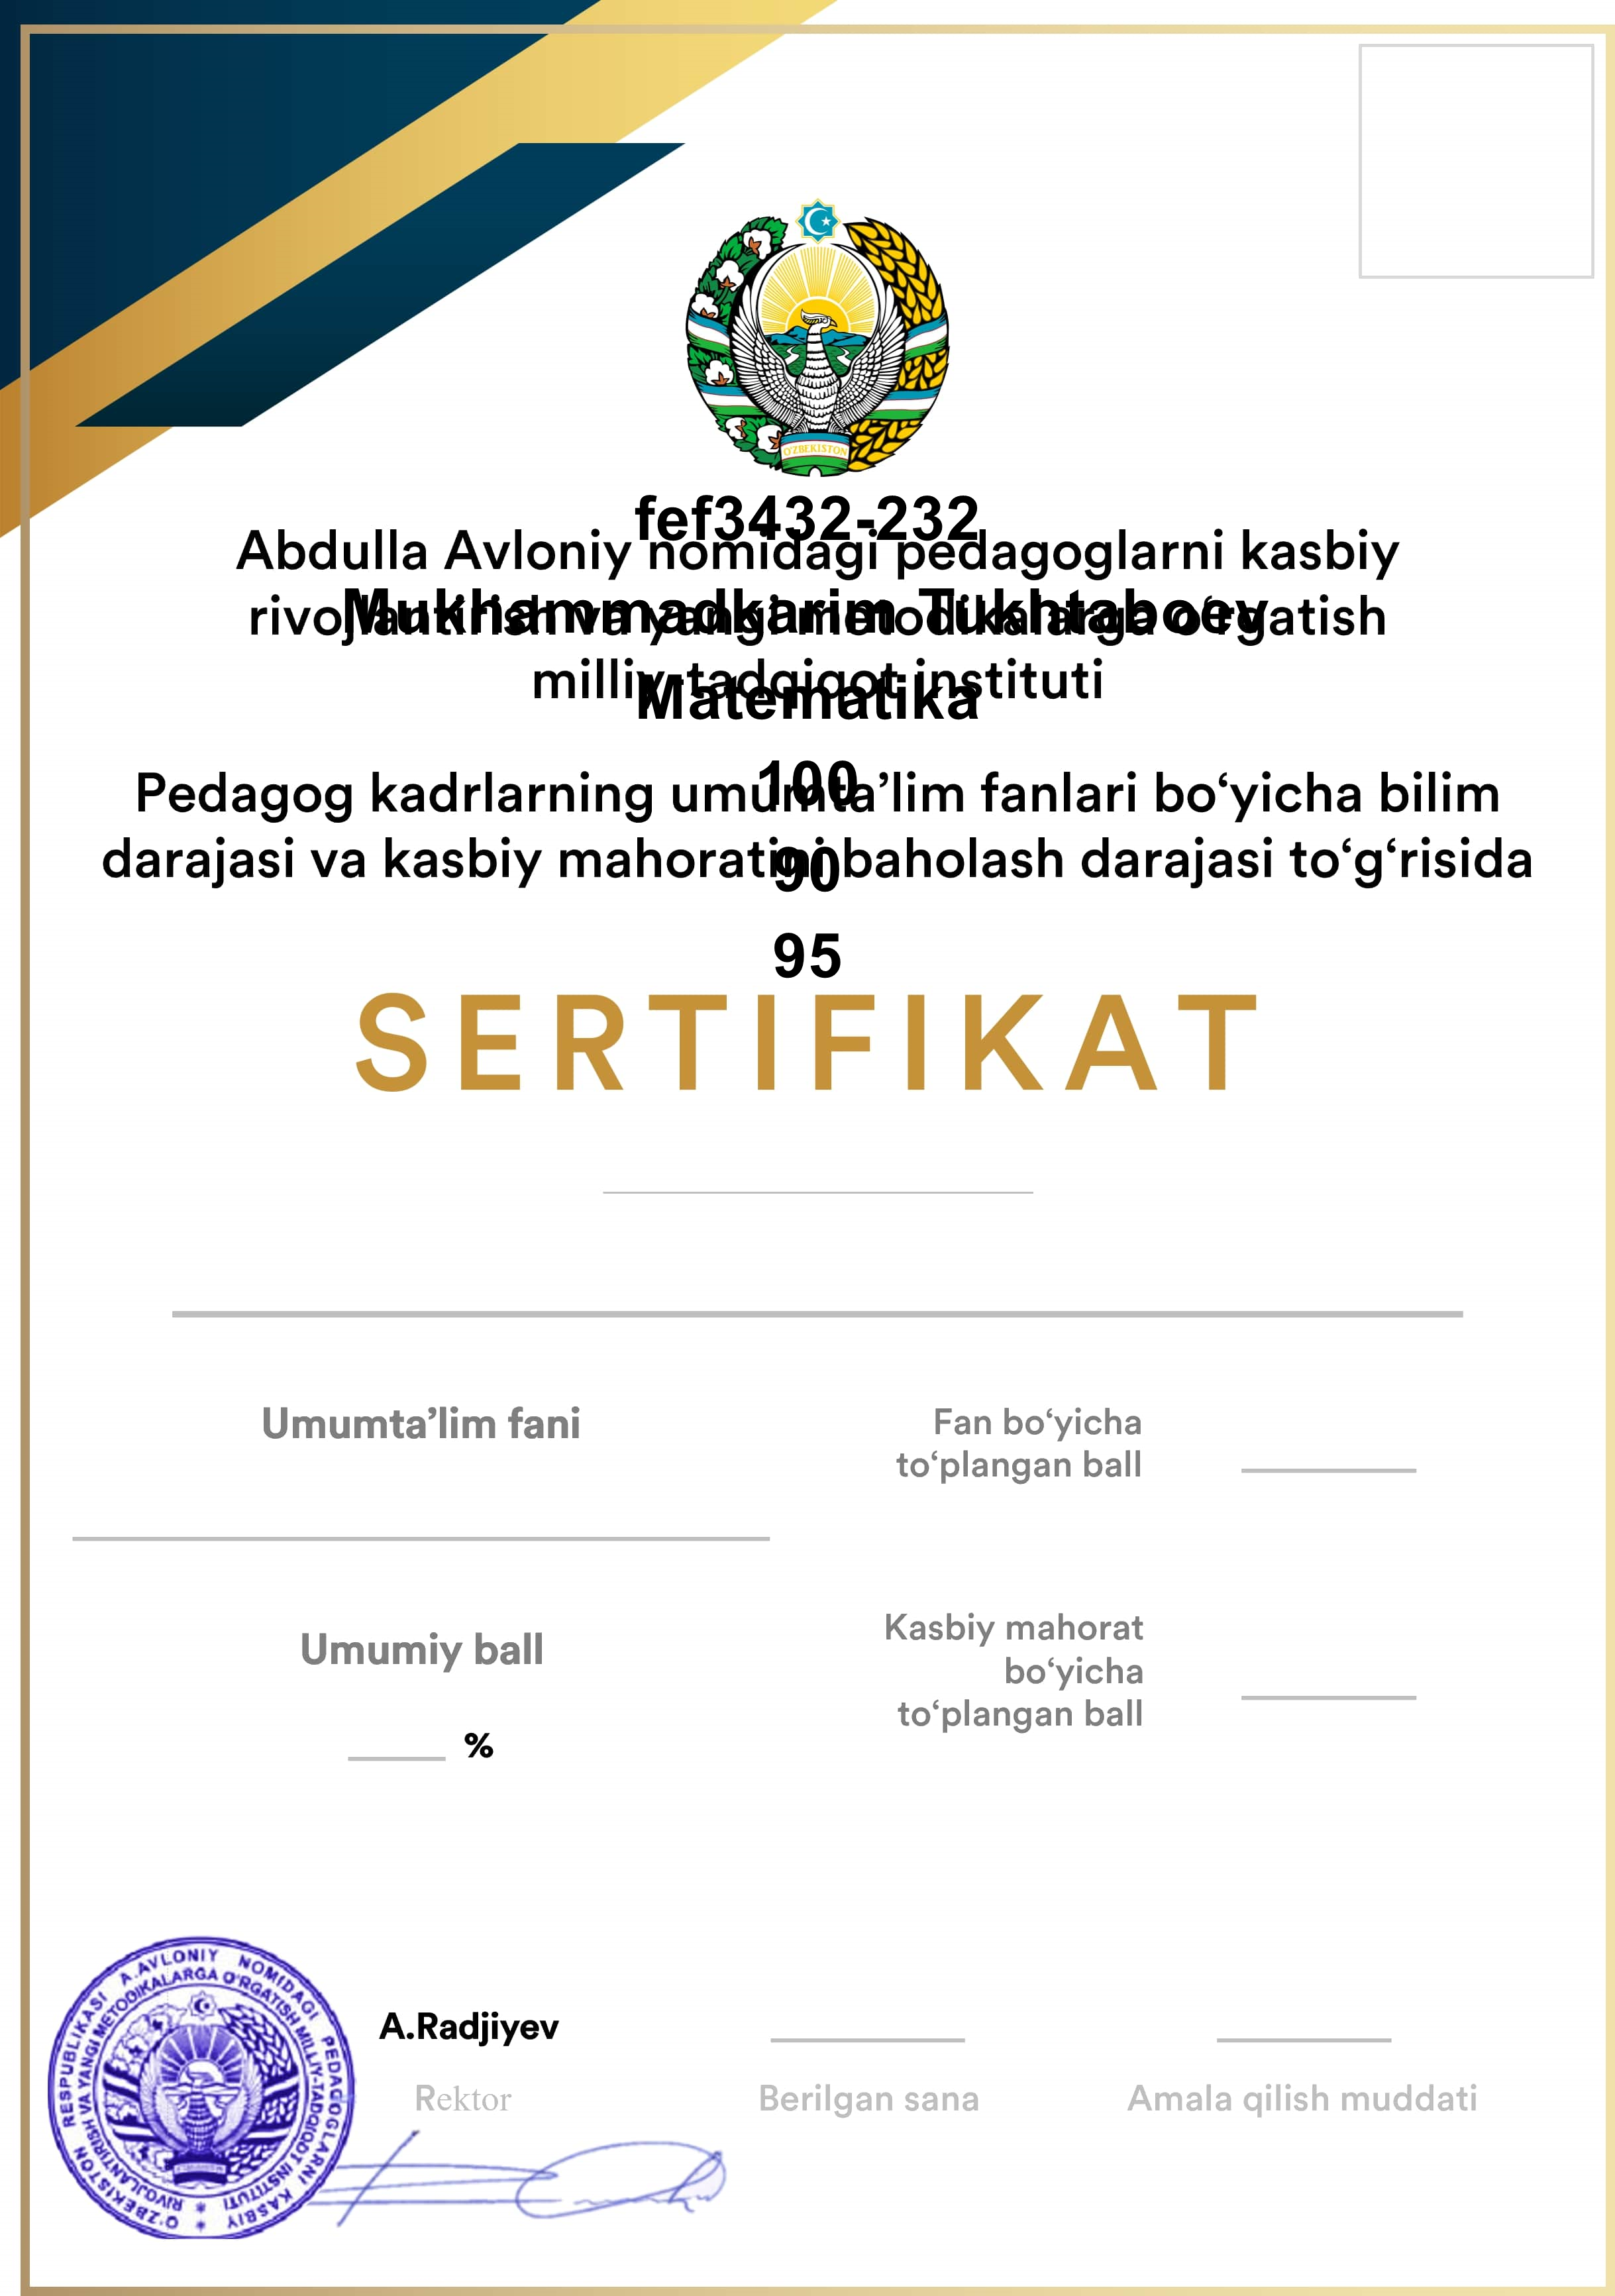 O'ZBEKISTON
fef3432-232
Abdulla Avloniy nomidagi pedagoglarni kasbiy
Mukhammadkarim Tukhtaboev
rivojlantirish va yangi metodikalarga o‘rgatish
milliy-tadqiqot instituti
Matematika
100
Pedagog kadrlarning umumta’lim fanlari bo‘yicha bilim
darajasi va kasbiy mahoratini baholash darajasi to‘g‘risida
90
95
SERTIFIKAT
Umumta’lim fani
Fan bo‘yicha
to‘plangan ball
Umumiy ball
Kasbiy mahorat
bo‘yicha
to‘plangan ball
%
O'ZBEKISTON RESPUBLIKASI A.AVLONIY NOMIDAGI PEDAGOGLARNI KASBIY
RIVOJLANTIRISH VA YANGI METODIKALARGA O'RGATISH MILLIY-TADQIQOT INSTITUTI
A.Radjiyev
Rektor
Berilgan sana
Amala qilish muddati